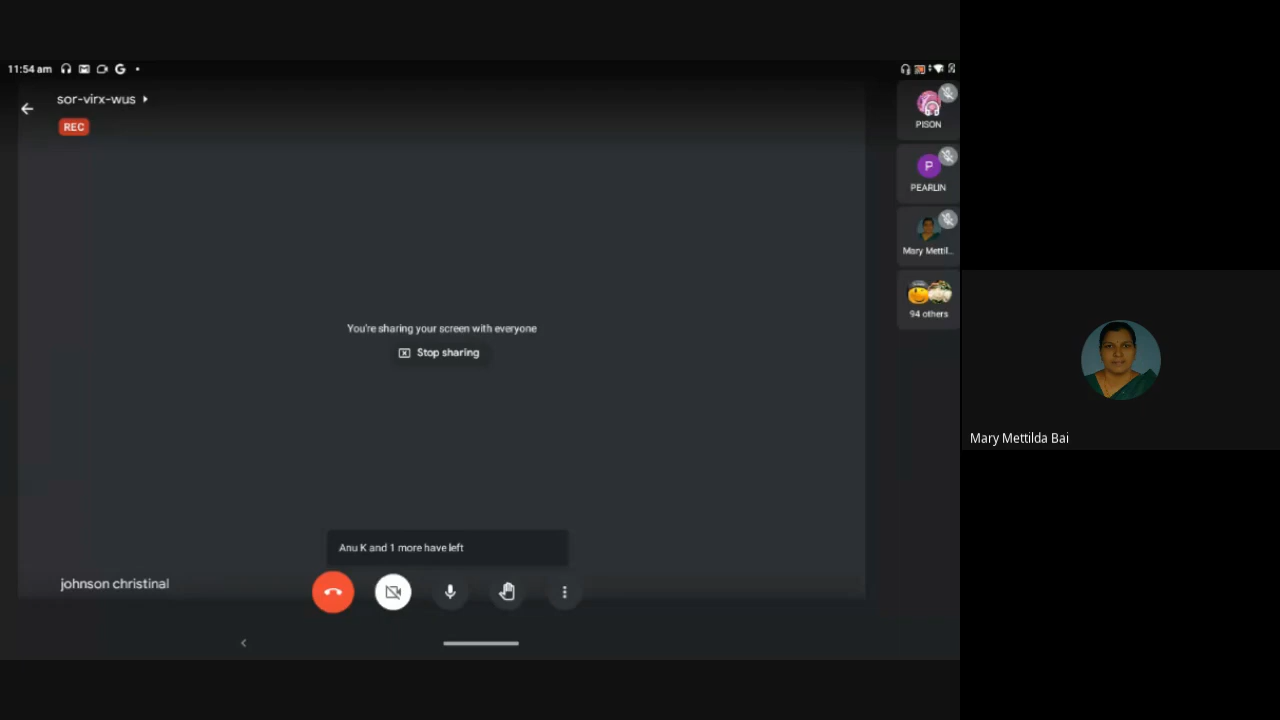 11:54 am
sor-virx-wus
REC
PISON
P
PEARLIN
Mary Mettil...
94 others
You're sharing your screen with everyone
Stop sharing
Anu K and 1 more have left
johnson christinal
Mary Mettilda Bai